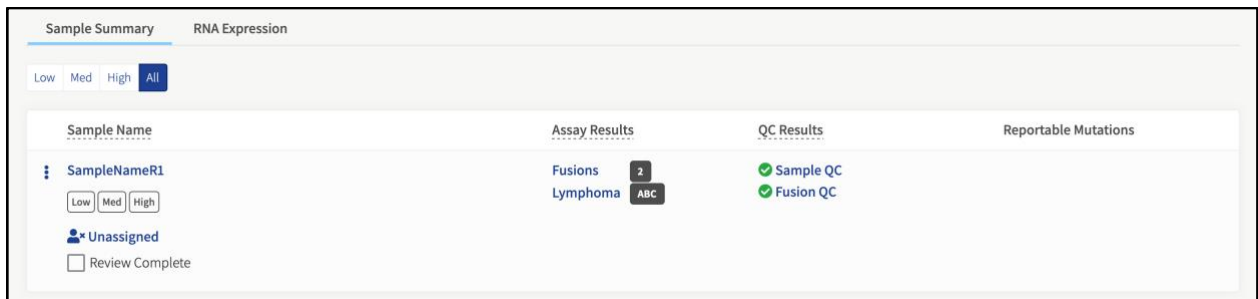 Sample Summary RNA Expression
Low Med High All
Sample Name Assay Results QC Results Reportable Mutations
SampleNameR1 Fusions 2 Sample QC
Lymphoma ABC Fusion QC
Low Med High
Unassigned
Review Complete